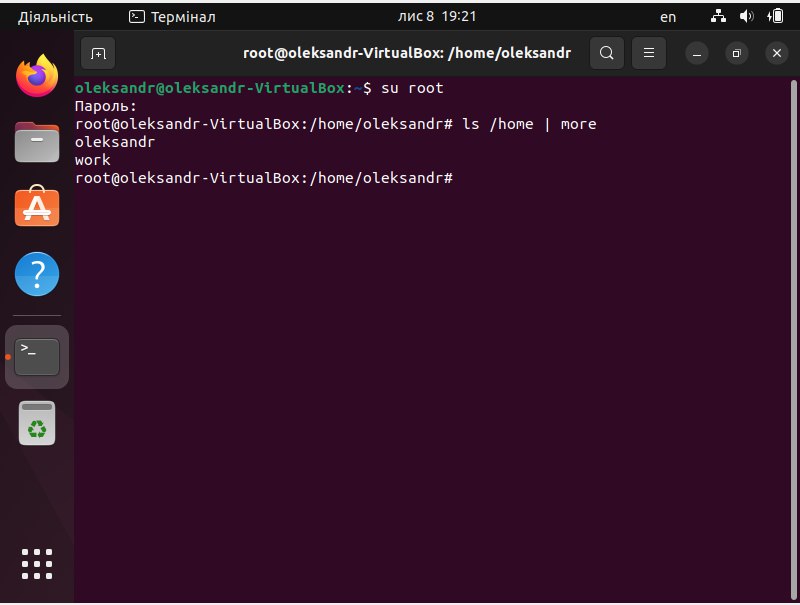 Діяльність Термінал лис 8 19:21 en
root@oleksandr-VirtualBox: /home/oleksandr
oleksandr@oleksandr-VirtualBox:~$ su root
Пароль:
root@oleksandr-VirtualBox:/home/oleksandr# ls /home | more
oleksandr
work
root@oleksandr-VirtualBox:/home/oleksandr#